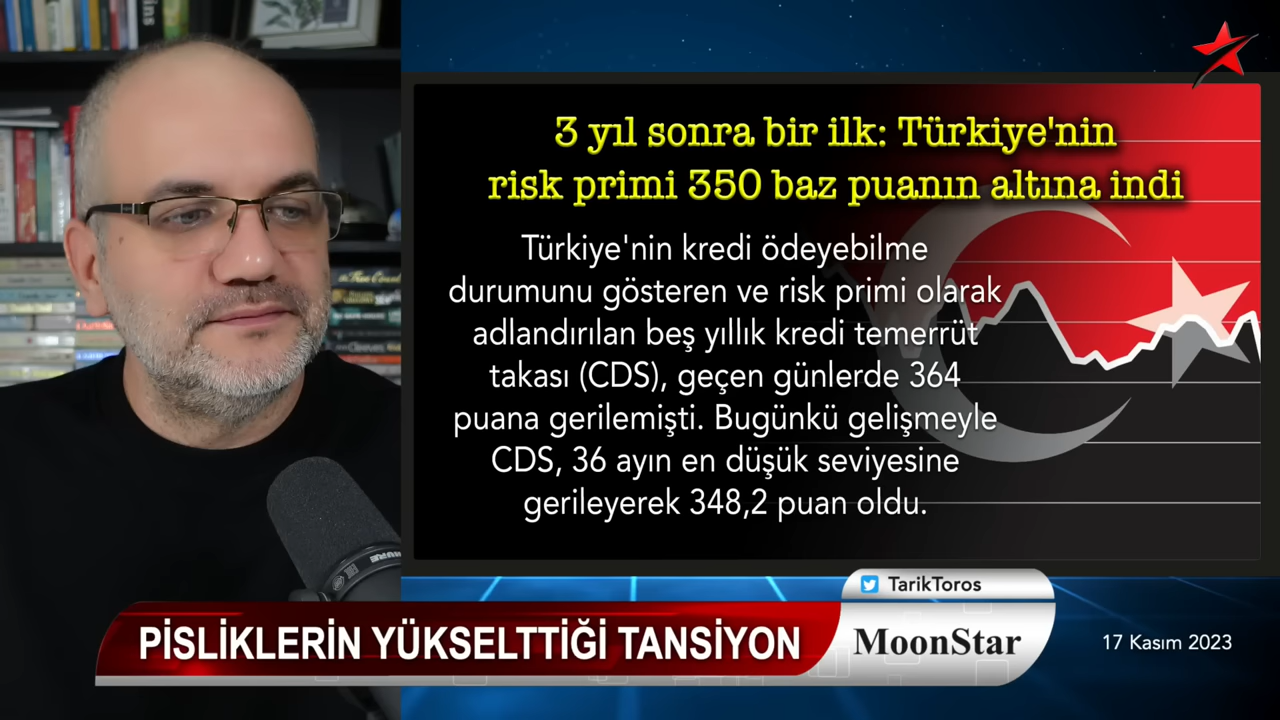 3 yıl sonra bir ilk: Türkiye'nin
risk primi 350 baz puanın altına indi
Türkiye'nin kredi ödeyebilme
durumunu gösteren ve risk primi olarak
adlandırılan beş yıllık kredi temerrüt
takası (CDS), geçen günlerde 364
puana gerilemişti. Bugünkü gelişmeyle
CDS, 36 ayın en düşük seviyesine
gerileyerek 348,2 puan oldu.
TarikToros
PİSLİKLERİN YÜKSELTTİĞİ TANSİYON
MoonStar
17 Kasım 2023